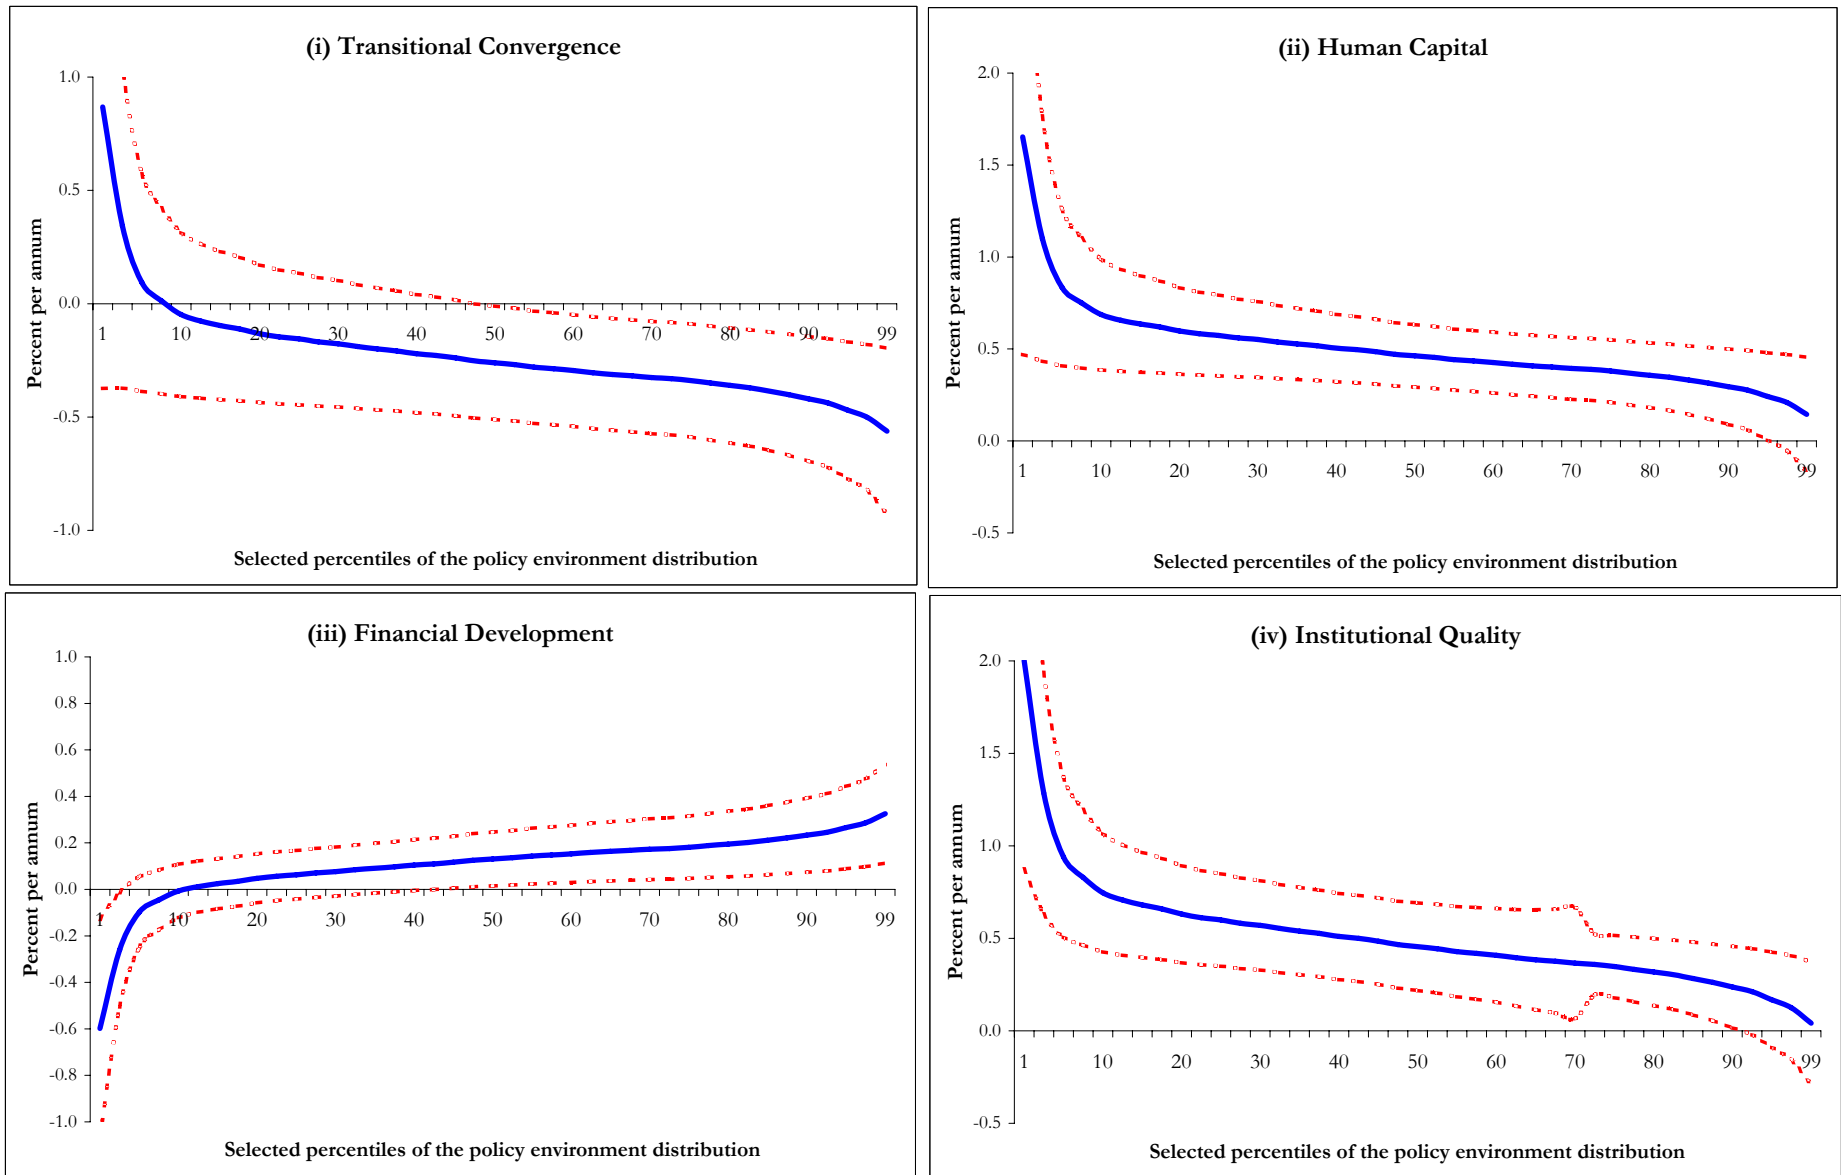 (i) Transitional Convergence
1.0
0.5
0.0
-0.5
-1.0
Percent per annum
1 10 20 30 40 50 60 70 80 90 99
Selected percentiles of the policy environment distribution
(ii) Human Capital
2.0
1.5
1.0
0.5
0.0
-0.5
Percent per annum
1 10 20 30 40 50 60 70 80 90 99
Selected percentiles of the policy environment distribution
(iii) Financial Development
1.0
0.8
0.6
0.4
0.2
0.0
-0.2
-0.4
-0.6
-0.8
-1.0
Percent per annum
1 10 20 30 40 50 60 70 80 90 99
Selected percentiles of the policy environment distribution
(iv) Institutional Quality
2.0
1.5
1.0
0.5
0.0
-0.5
Percent per annum
1 10 20 30 40 50 60 70 80 90 99
Selected percentiles of the policy environment distribution